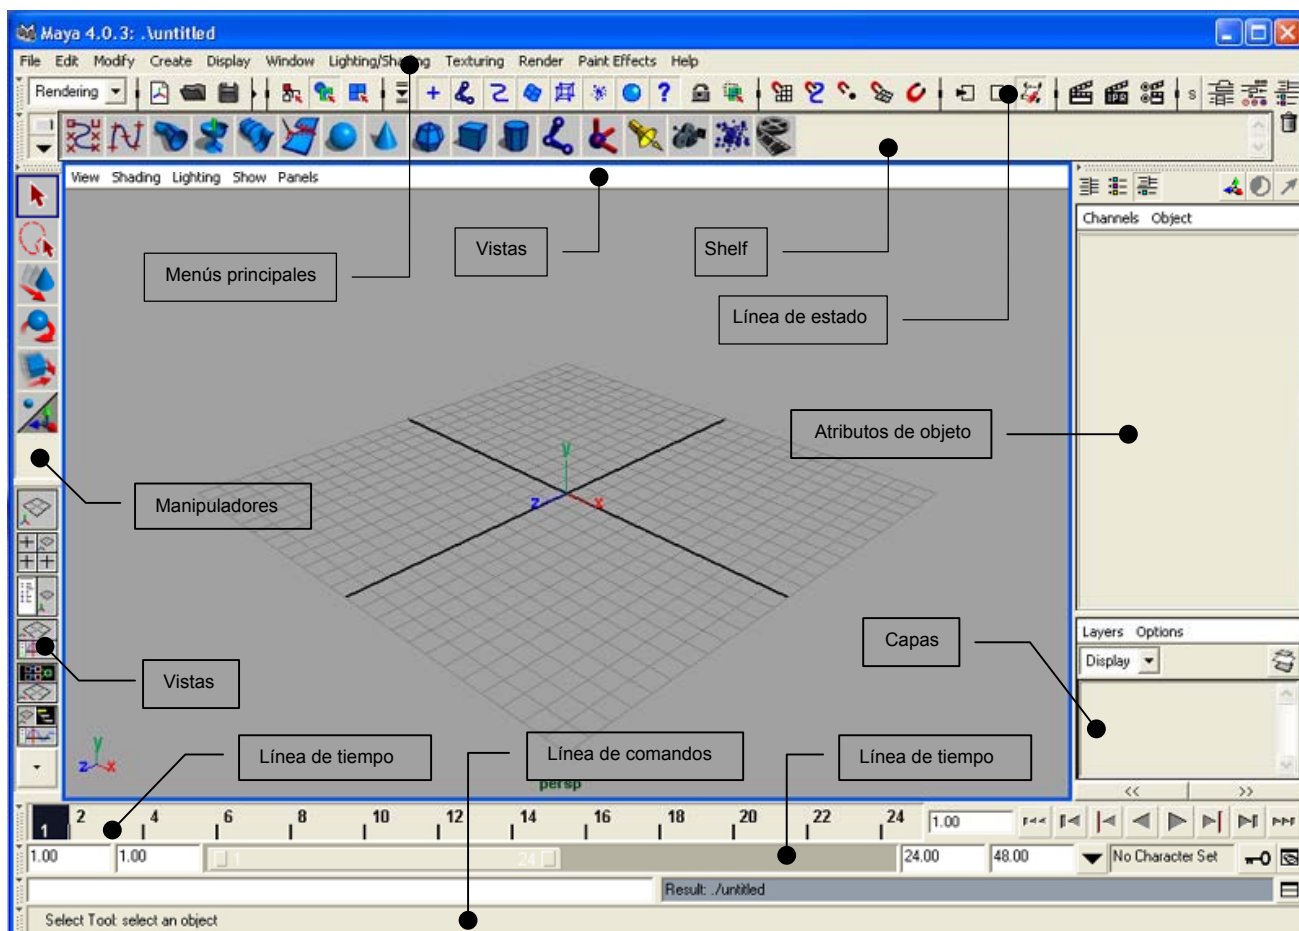 Maya 4.0.3: .\untitled
File Edit Modify Create Display Window Lighting/Shading Texturing Render Paint Effects Help
Rendering
s
View Shading Lighting Show Panels
Channels Object
Vistas
Shelf
Menús principales
Línea de estado
Atributos de objeto
y
z x
Manipuladores
Capas
Layers Options
Display
Vistas
y
z x
Línea de tiempo
Línea de comandos
Línea de tiempo
persp
<< >>
1 2 4 6 8 10 12 14 16 18 20 22 24 1.00
1.00 1.00 1 24 24.00 48.00 No Character Set
Result: ./untitled
Select Tool: select an object